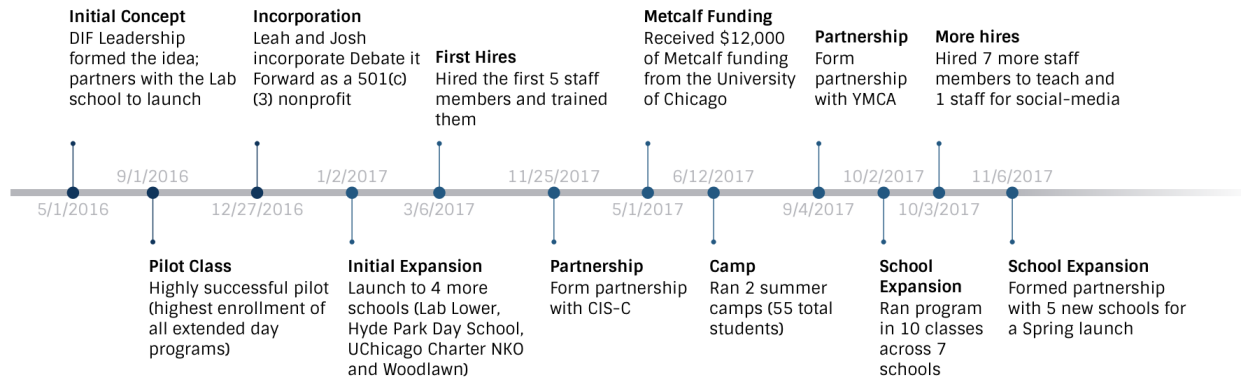 Initial Concept
DIF Leadership
formed the idea;
partners with the Lab
school to launch
Incorporation
Leah and Josh
incorporate Debate it
Forward as a 501(c)
(3) nonprofit
First Hires
Hired the first 5 staff
members and trained
them
Metcalf Funding
Received $12,000
of Metcalf funding
from the University
of Chicago
Partnership
Form
partnership
with YMCA
More hires
Hired 7 more staff
members to teach and
1 staff for social-media
9/1/2016
1/2/2017
11/25/2017
6/12/2017
10/2/2017
11/6/2017
5/1/2016
12/27/2016
3/6/2017
5/1/2017
9/4/2017
10/3/2017
Pilot Class
Highly successful pilot
(highest enrollment of
all extended day
programs)
Initial Expansion
Launch to 4 more
schools (Lab Lower,
Hyde Park Day School,
UChicago Charter NKO
and Woodlawn)
Partnership
Form partnership
with CIS-C
Camp
Ran 2 summer
camps (55 total
students)
School
Expansion
Ran program
in 10 classes
across 7
schools
School Expansion
Formed partnership
with 5 new schools for
a Spring launch